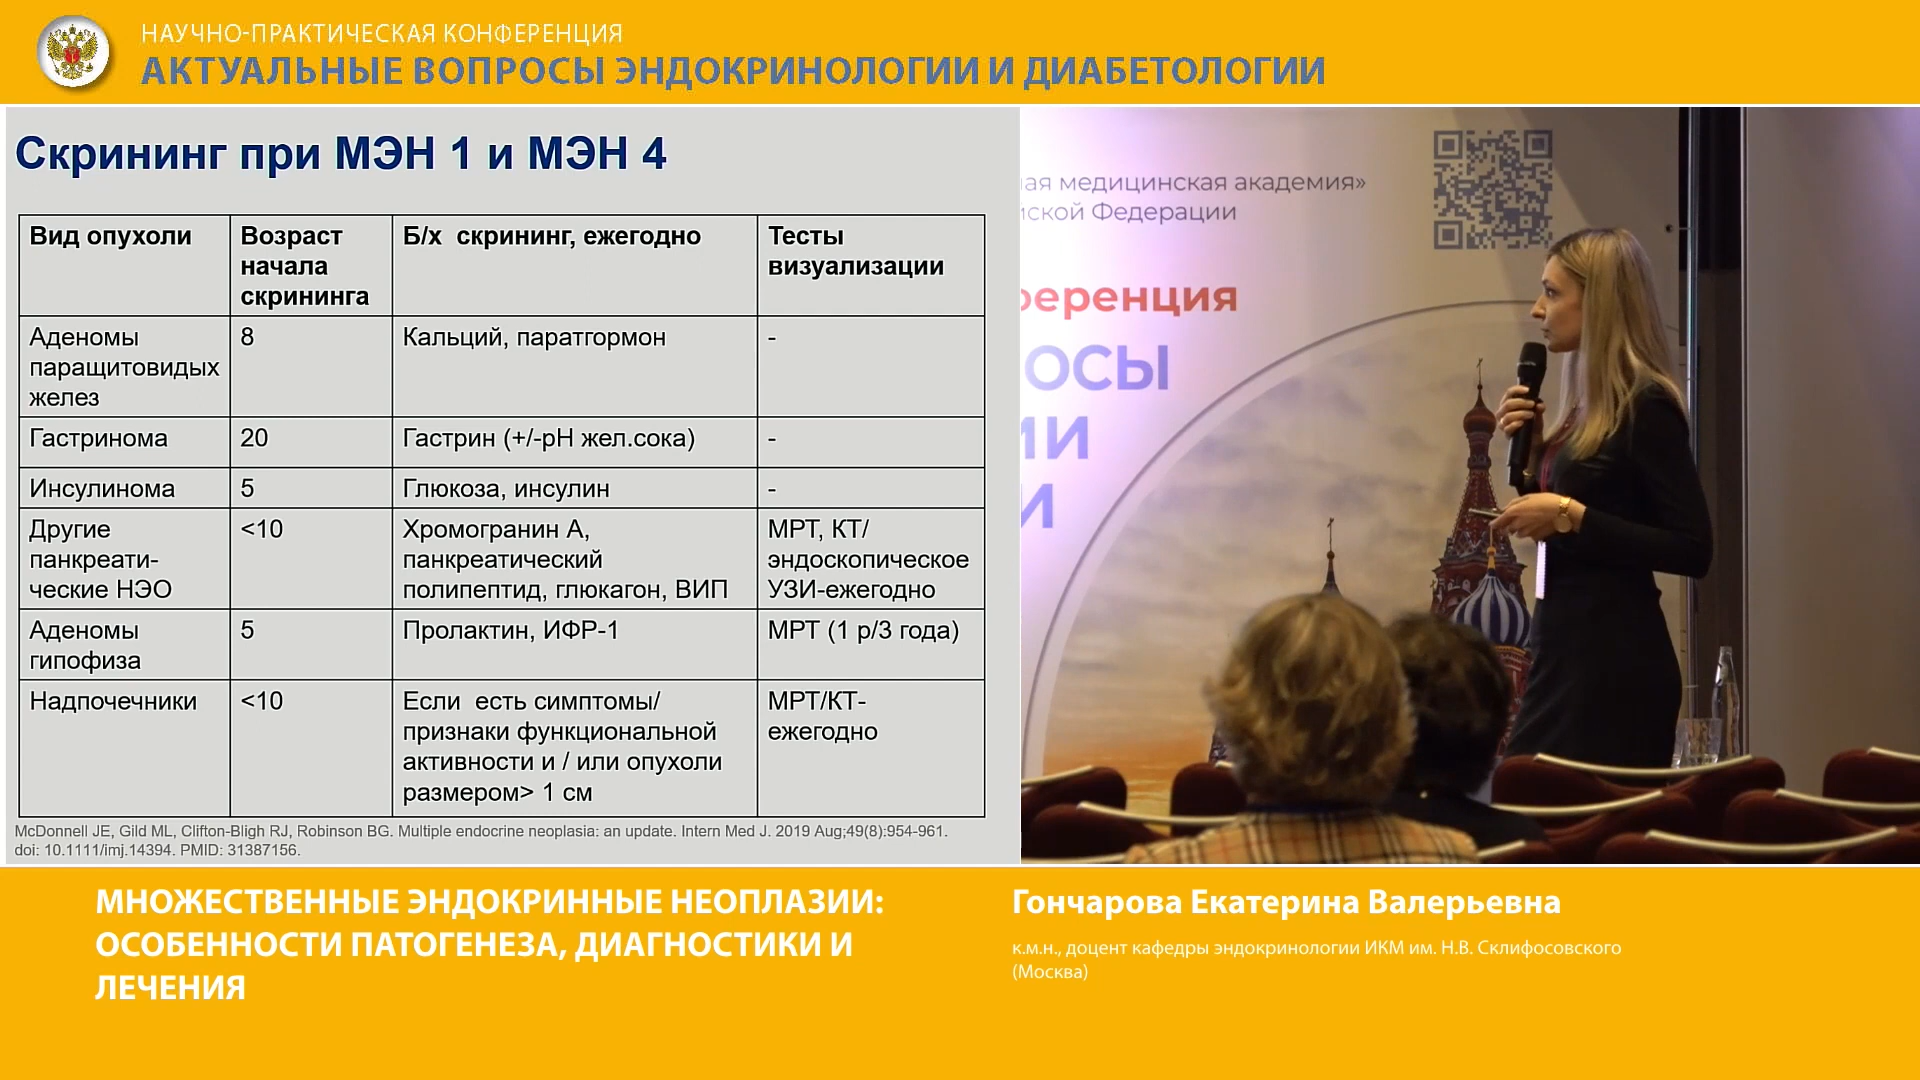 НАУЧНО-ПРАКТИЧЕСКАЯ КОНФЕРЕНЦИЯ
АКТУАЛЬНЫЕ ВОПРОСЫ ЭНДОКРИНОЛОГИИ И ДИАБЕТОЛОГИИ
Скрининг при МЭН 1 и МЭН 4
Вид опухоли
Возраст
начала
скрининга
Б/х скрининг, ежегодно
Тесты
визуализации
Аденомы
паращитовидых
желез
8
Кальций, паратгормон
-
Гастринома
20
Гастрин (+/-pH жел.сока)
-
Инсулинома
5
Глюкоза, инсулин
-
Другие
панкреати-
ческие НЭО
<10
Хромогранин А,
панкреатический
полипептид, глюкагон, ВИП
МРТ, КТ/
эндоскопическое
УЗИ-ежегодно
Аденомы
гипофиза
5
Пролактин, ИФР-1
МРТ (1 р/3 года)
Надпочечники
<10
Если есть симптомы/
признаки функциональной
активности и / или опухоли
размером> 1 см
МРТ/КТ-
ежегодно
McDonnell JE, Gild ML, Clifton-Bligh RJ, Robinson BG. Multiple endocrine neoplasia: an update. Intern Med J. 2019 Aug;49(8):954-961.
doi: 10.1111/imj.14394. PMID: 31387156.
ая медицинская академия»
ской Федерации
ференция
ОСЫ
ИИ
И
МНОЖЕСТВЕННЫЕ ЭНДОКРИННЫЕ НЕОПЛАЗИИ:
ОСОБЕННОСТИ ПАТОГЕНЕЗА, ДИАГНОСТИКИ И
ЛЕЧЕНИЯ
Гончарова Екатерина Валерьевна
к.м.н., доцент кафедры эндокринологии ИКМ им. Н.В. Склифосовского
(Москва)